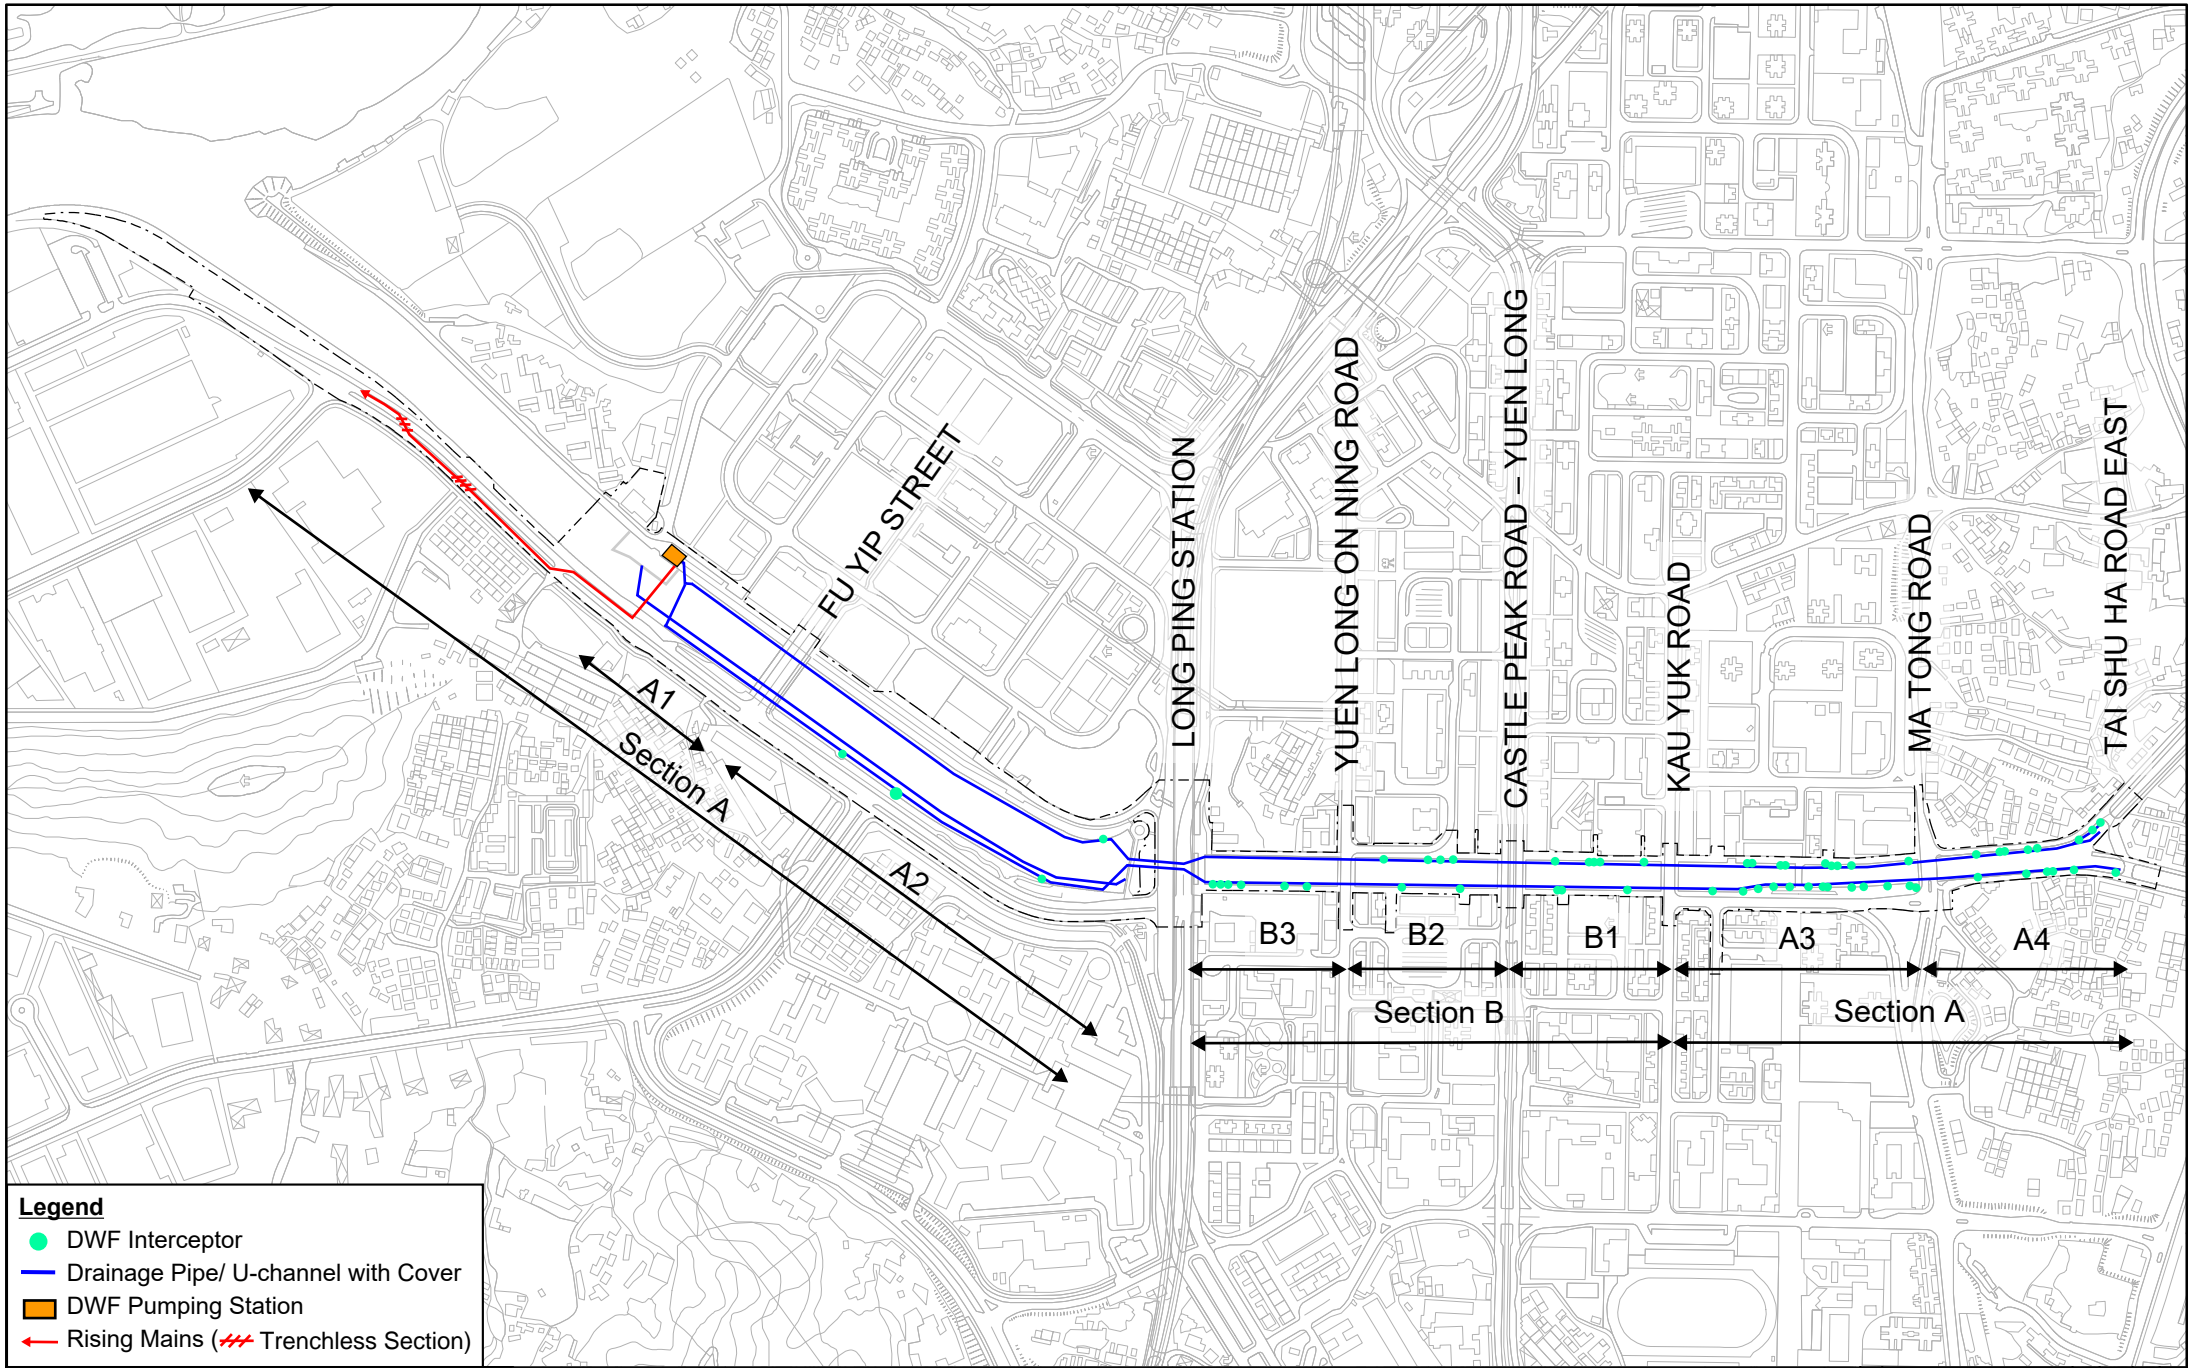 YUEN LONG ON NING ROAD
CASTLE PEAK ROAD – YUEN LONG
FU YIP STREET
LONG PING STATION
KAU YUK ROAD
MA TONG ROAD
TAI SHU HA ROAD EAST
A1
Section A
A2
B3
B2
B1
A3
A4
Section B
Section A
Legend
DWF Interceptor
Drainage Pipe/ U-channel with Cover
DWF Pumping Station
Rising Mains ( Trenchless Section)